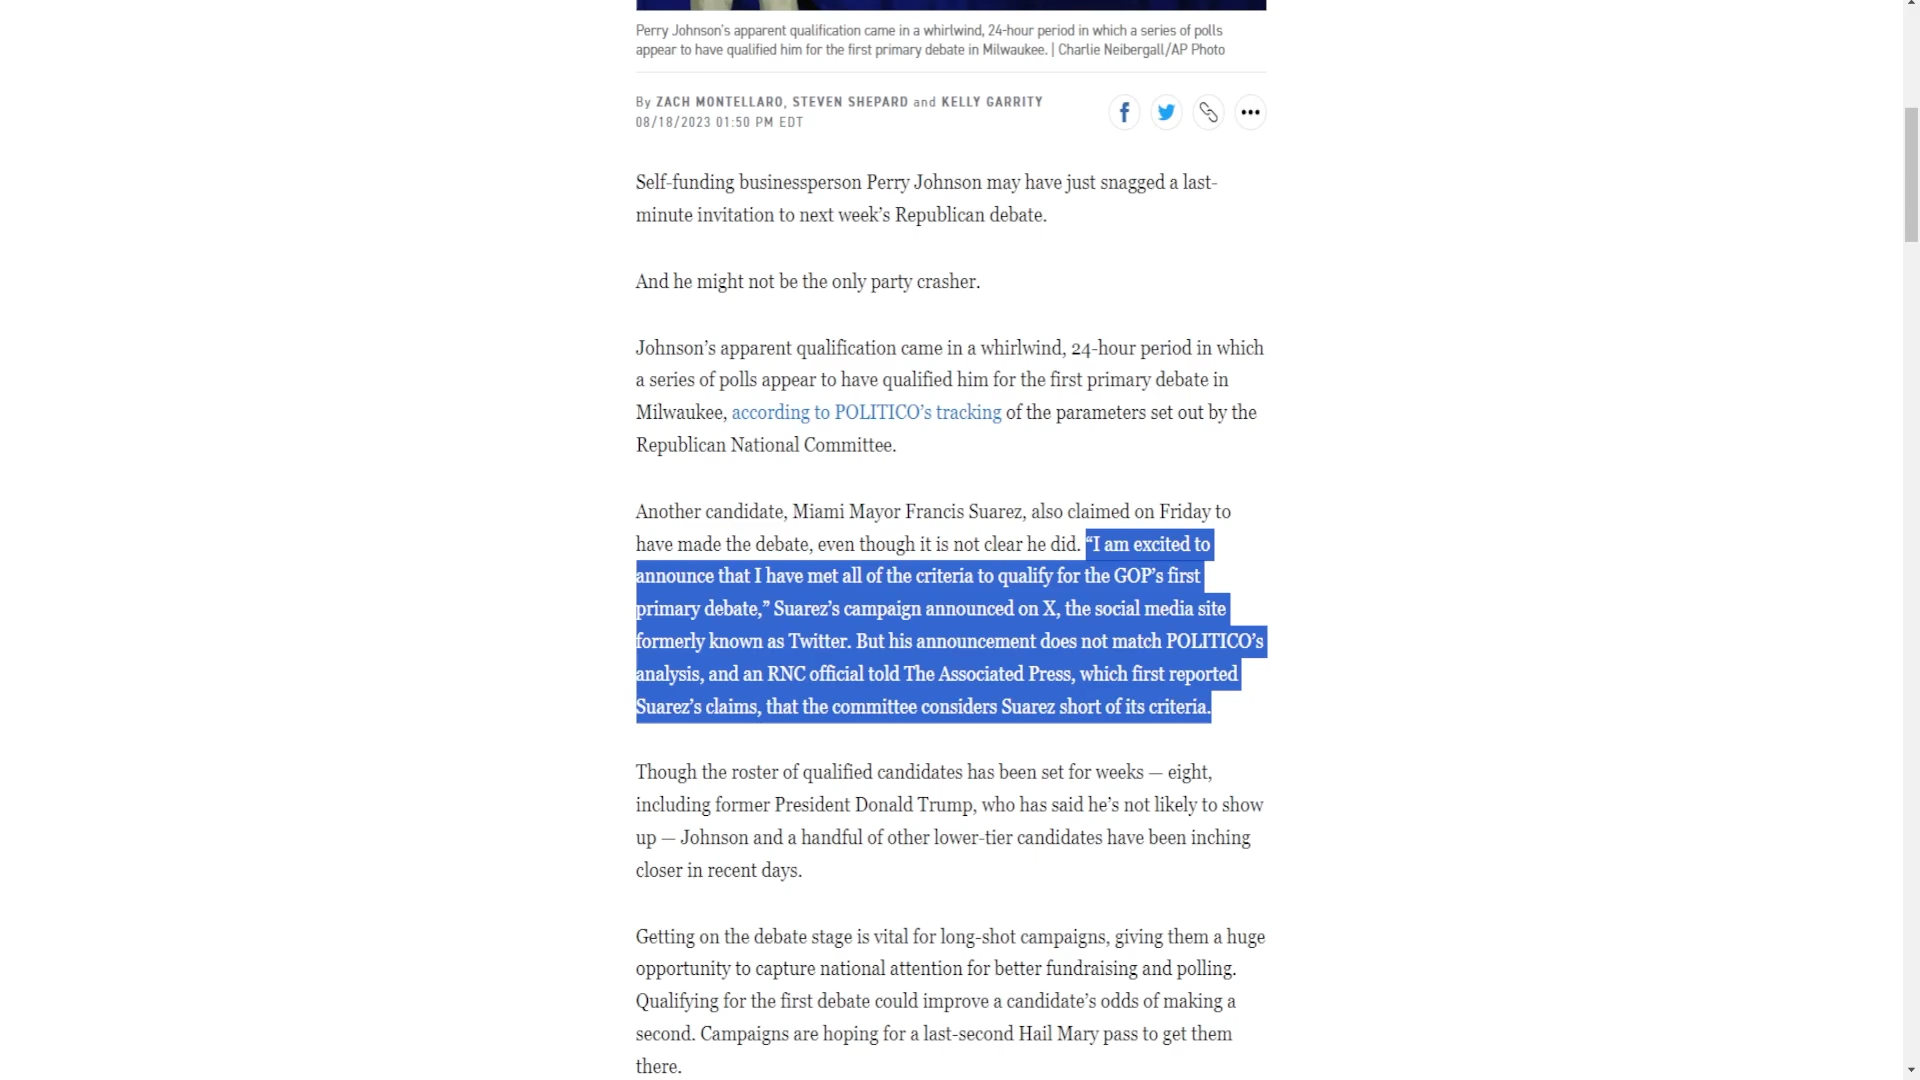 Perry Johnson's apparent qualification came in a whirlwind, 24-hour period in which a series of polls
appear to have qualified him for the first primary debate in Milwaukee. | Charlie Neibergall/AP Photo
By ZACH MONTELLARO, STEVEN SHEPARD and KELLY GARRITY
08/18/2023 01:50 PM EDT
Self-funding businessperson Perry Johnson may have just snagged a last-
minute invitation to next week’s Republican debate.
And he might not be the only party crasher.
Johnson’s apparent qualification came in a whirlwind, 24-hour period in which
a series of polls appear to have qualified him for the first primary debate in
Milwaukee, according to POLITICO’s tracking of the parameters set out by the
Republican National Committee.
Another candidate, Miami Mayor Francis Suarez, also claimed on Friday to
have made the debate, even though it is not clear he did. “I am excited to
announce that I have met all of the criteria to qualify for the GOP’s first
primary debate,” Suarez’s campaign announced on X, the social media site
formerly known as Twitter. But his announcement does not match POLITICO’s
analysis, and an RNC official told The Associated Press, which first reported
Suarez’s claims, that the committee considers Suarez short of its criteria.
Though the roster of qualified candidates has been set for weeks — eight,
including former President Donald Trump, who has said he’s not likely to show
up — Johnson and a handful of other lower-tier candidates have been inching
closer in recent days.
Getting on the debate stage is vital for long-shot campaigns, giving them a huge
opportunity to capture national attention for better fundraising and polling.
Qualifying for the first debate could improve a candidate’s odds of making a
second. Campaigns are hoping for a last-second Hail Mary pass to get them
there.